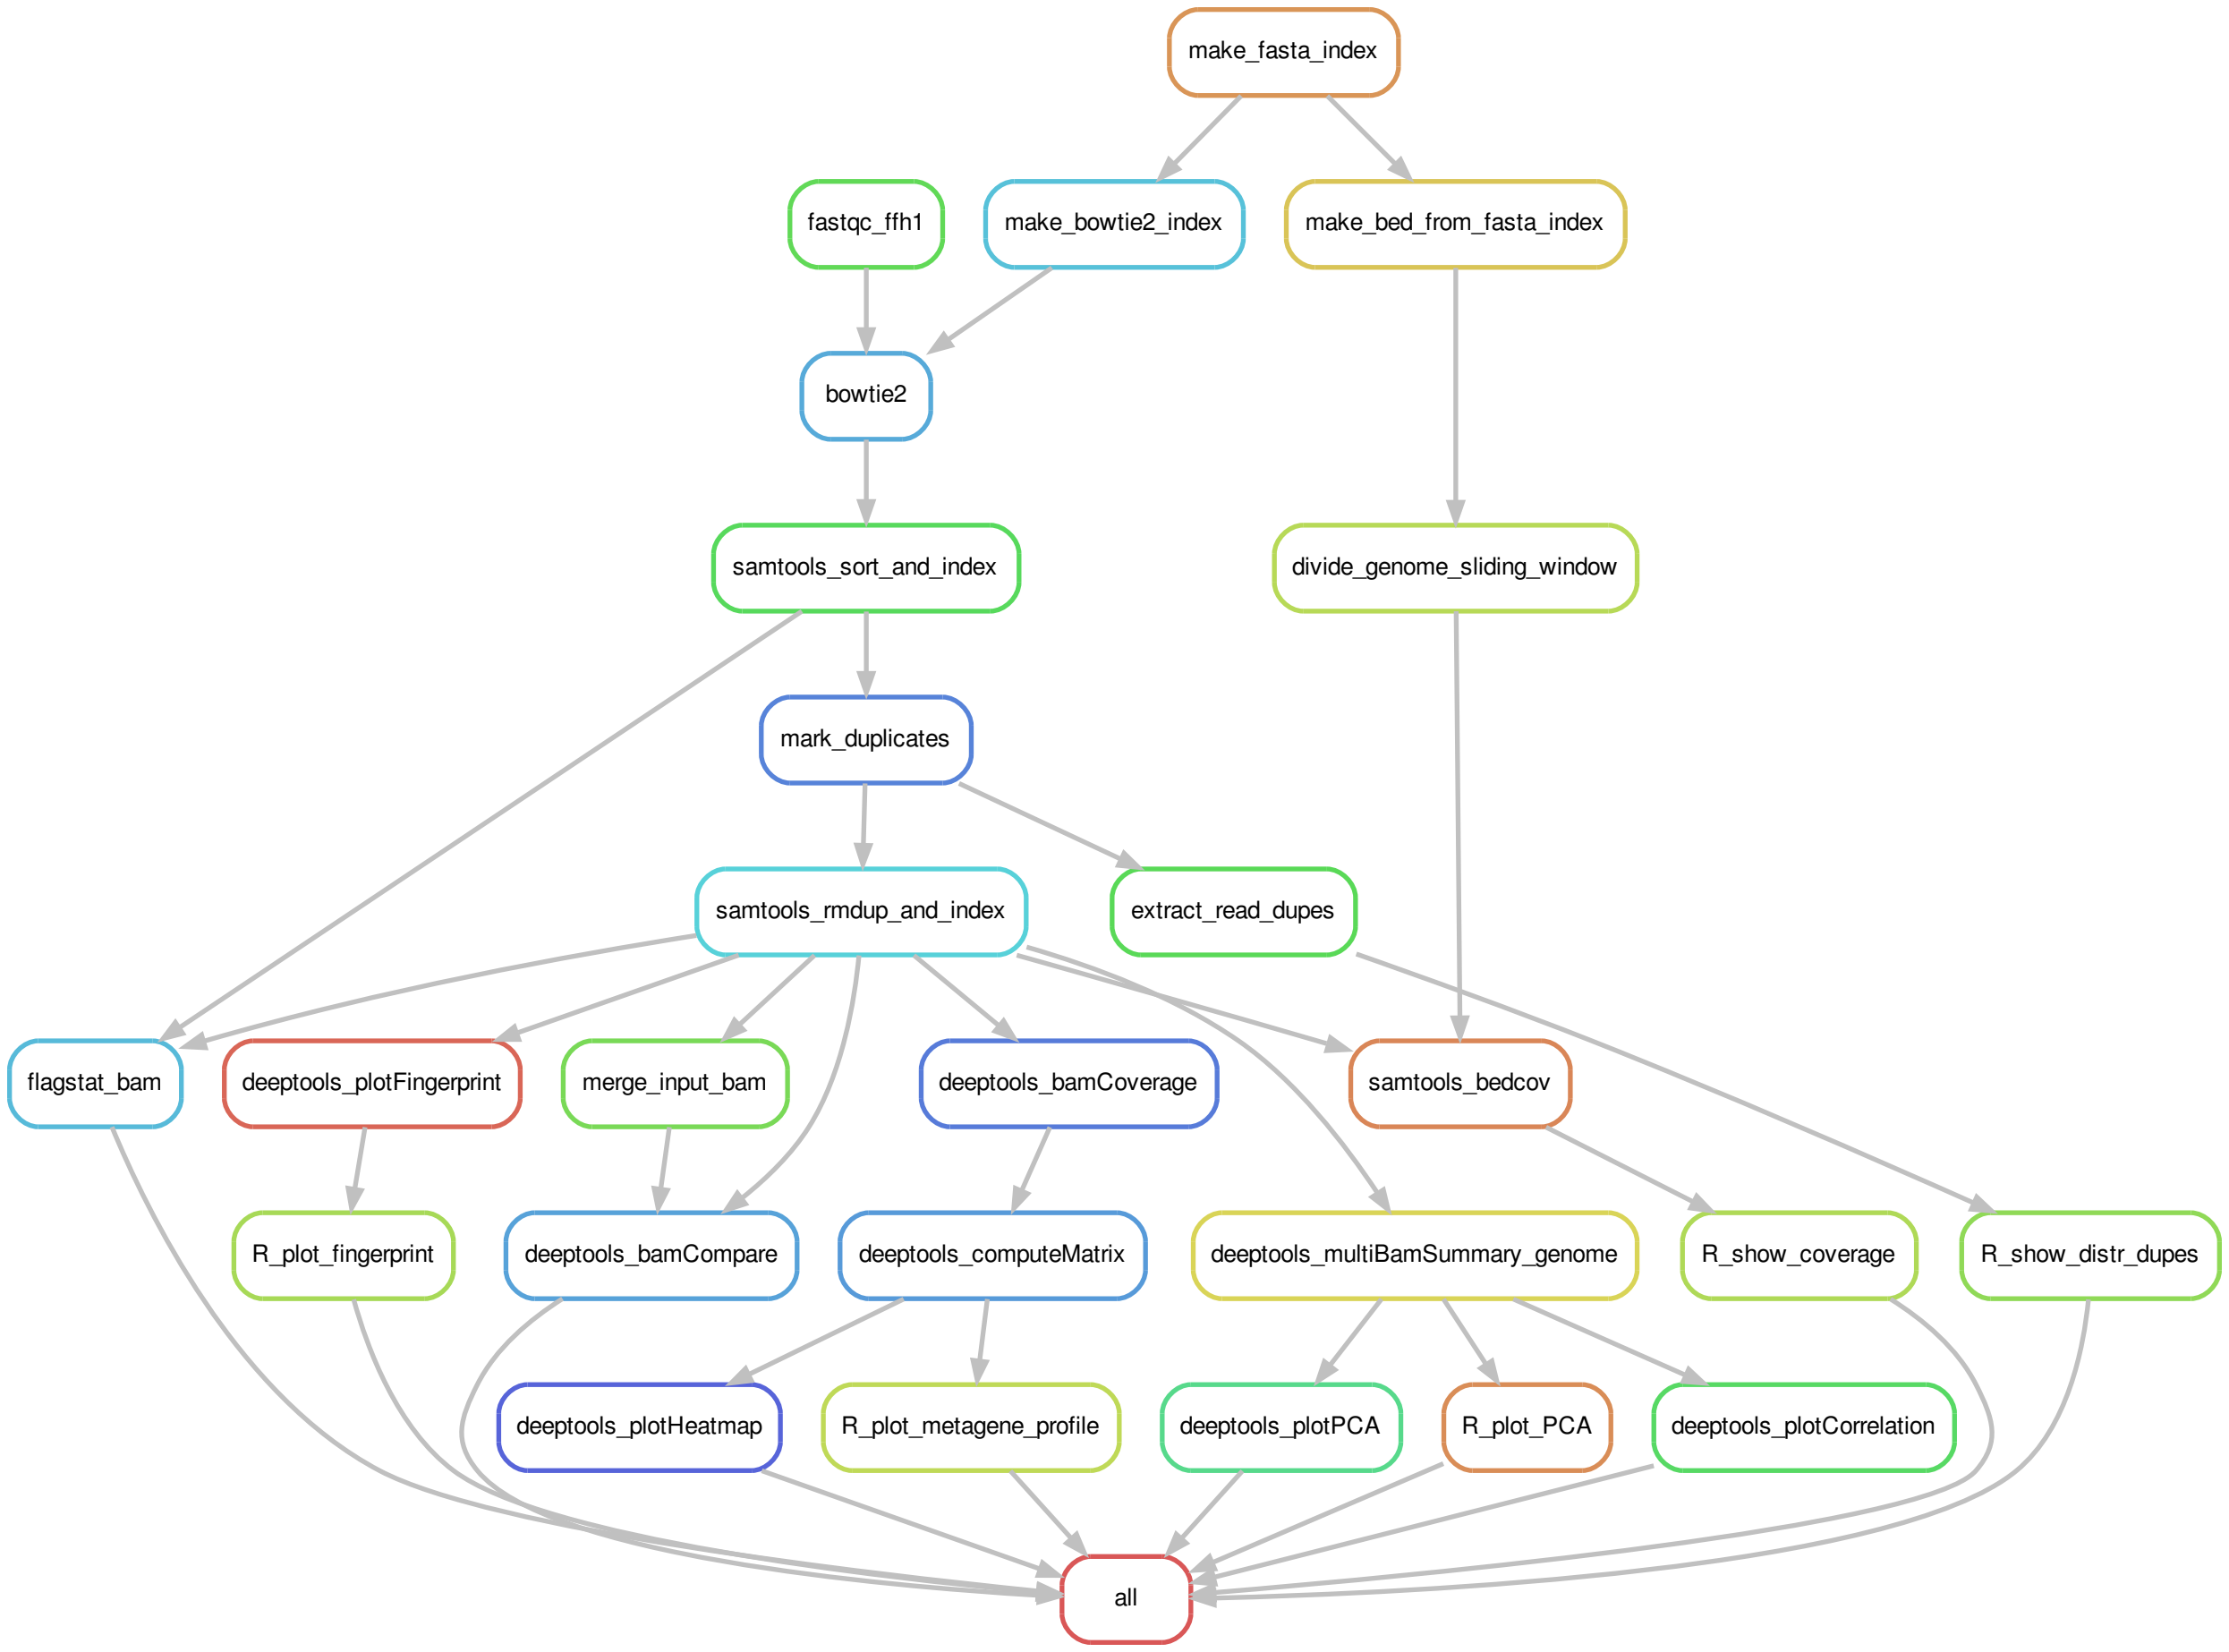 make_fasta_index
fastqc_ffh1
make_bowtie2_index
make_bed_from_fasta_index
bowtie2
samtools_sort_and_index
divide_genome_sliding_window
mark_duplicates
samtools_rmdup_and_index
extract_read_dupes
flagstat_bam
deeptools_plotFingerprint
merge_input_bam
deeptools_bamCoverage
samtools_bedcov
R_plot_fingerprint
deeptools_bamCompare
deeptools_computeMatrix
deeptools_multiBamSummary_genome
R_show_coverage
R_show_distr_dupes
deeptools_plotHeatmap
R_plot_metagene_profile
deeptools_plotPCA
R_plot_PCA
deeptools_plotCorrelation
all